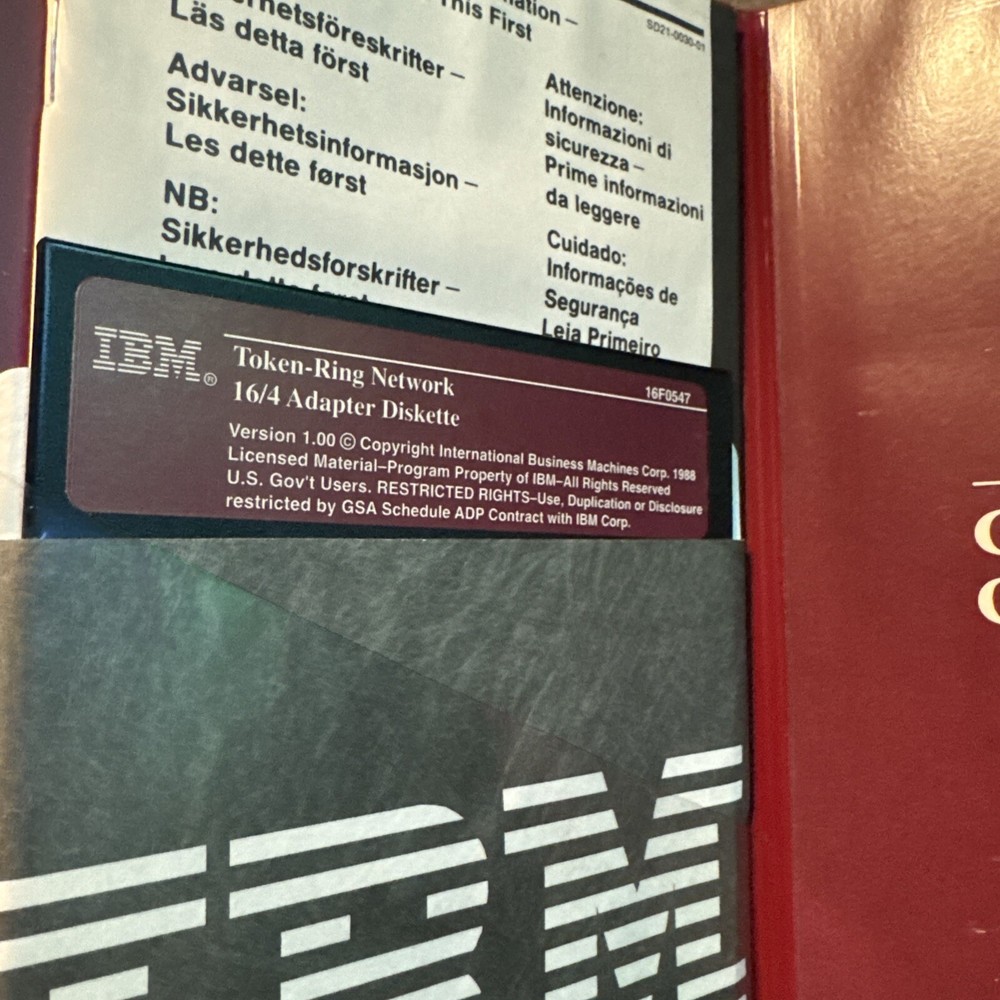 This First
SD21-0030-01
Läs detta först
Advarsel:
Sikkerhetsinformasjon –
Les dette først
NB:
Sikkerhedsforskrifter –
Attenzione:
Informazioni di
sicurezza –
Prime informazioni
da leggere
Cuidado:
Informações de
Segurança
Leia Primeiro
IBM®
Token-Ring Network
16/4 Adapter Diskette
16F0547
Version 1.00 © Copyright International Business Machines Corp. 1988
Licensed Material–Program Property of IBM–All Rights Reserved
U.S. Gov't Users. RESTRICTED RIGHTS–Use, Duplication or Disclosure
restricted by GSA Schedule ADP Contract with IBM Corp.
IBM